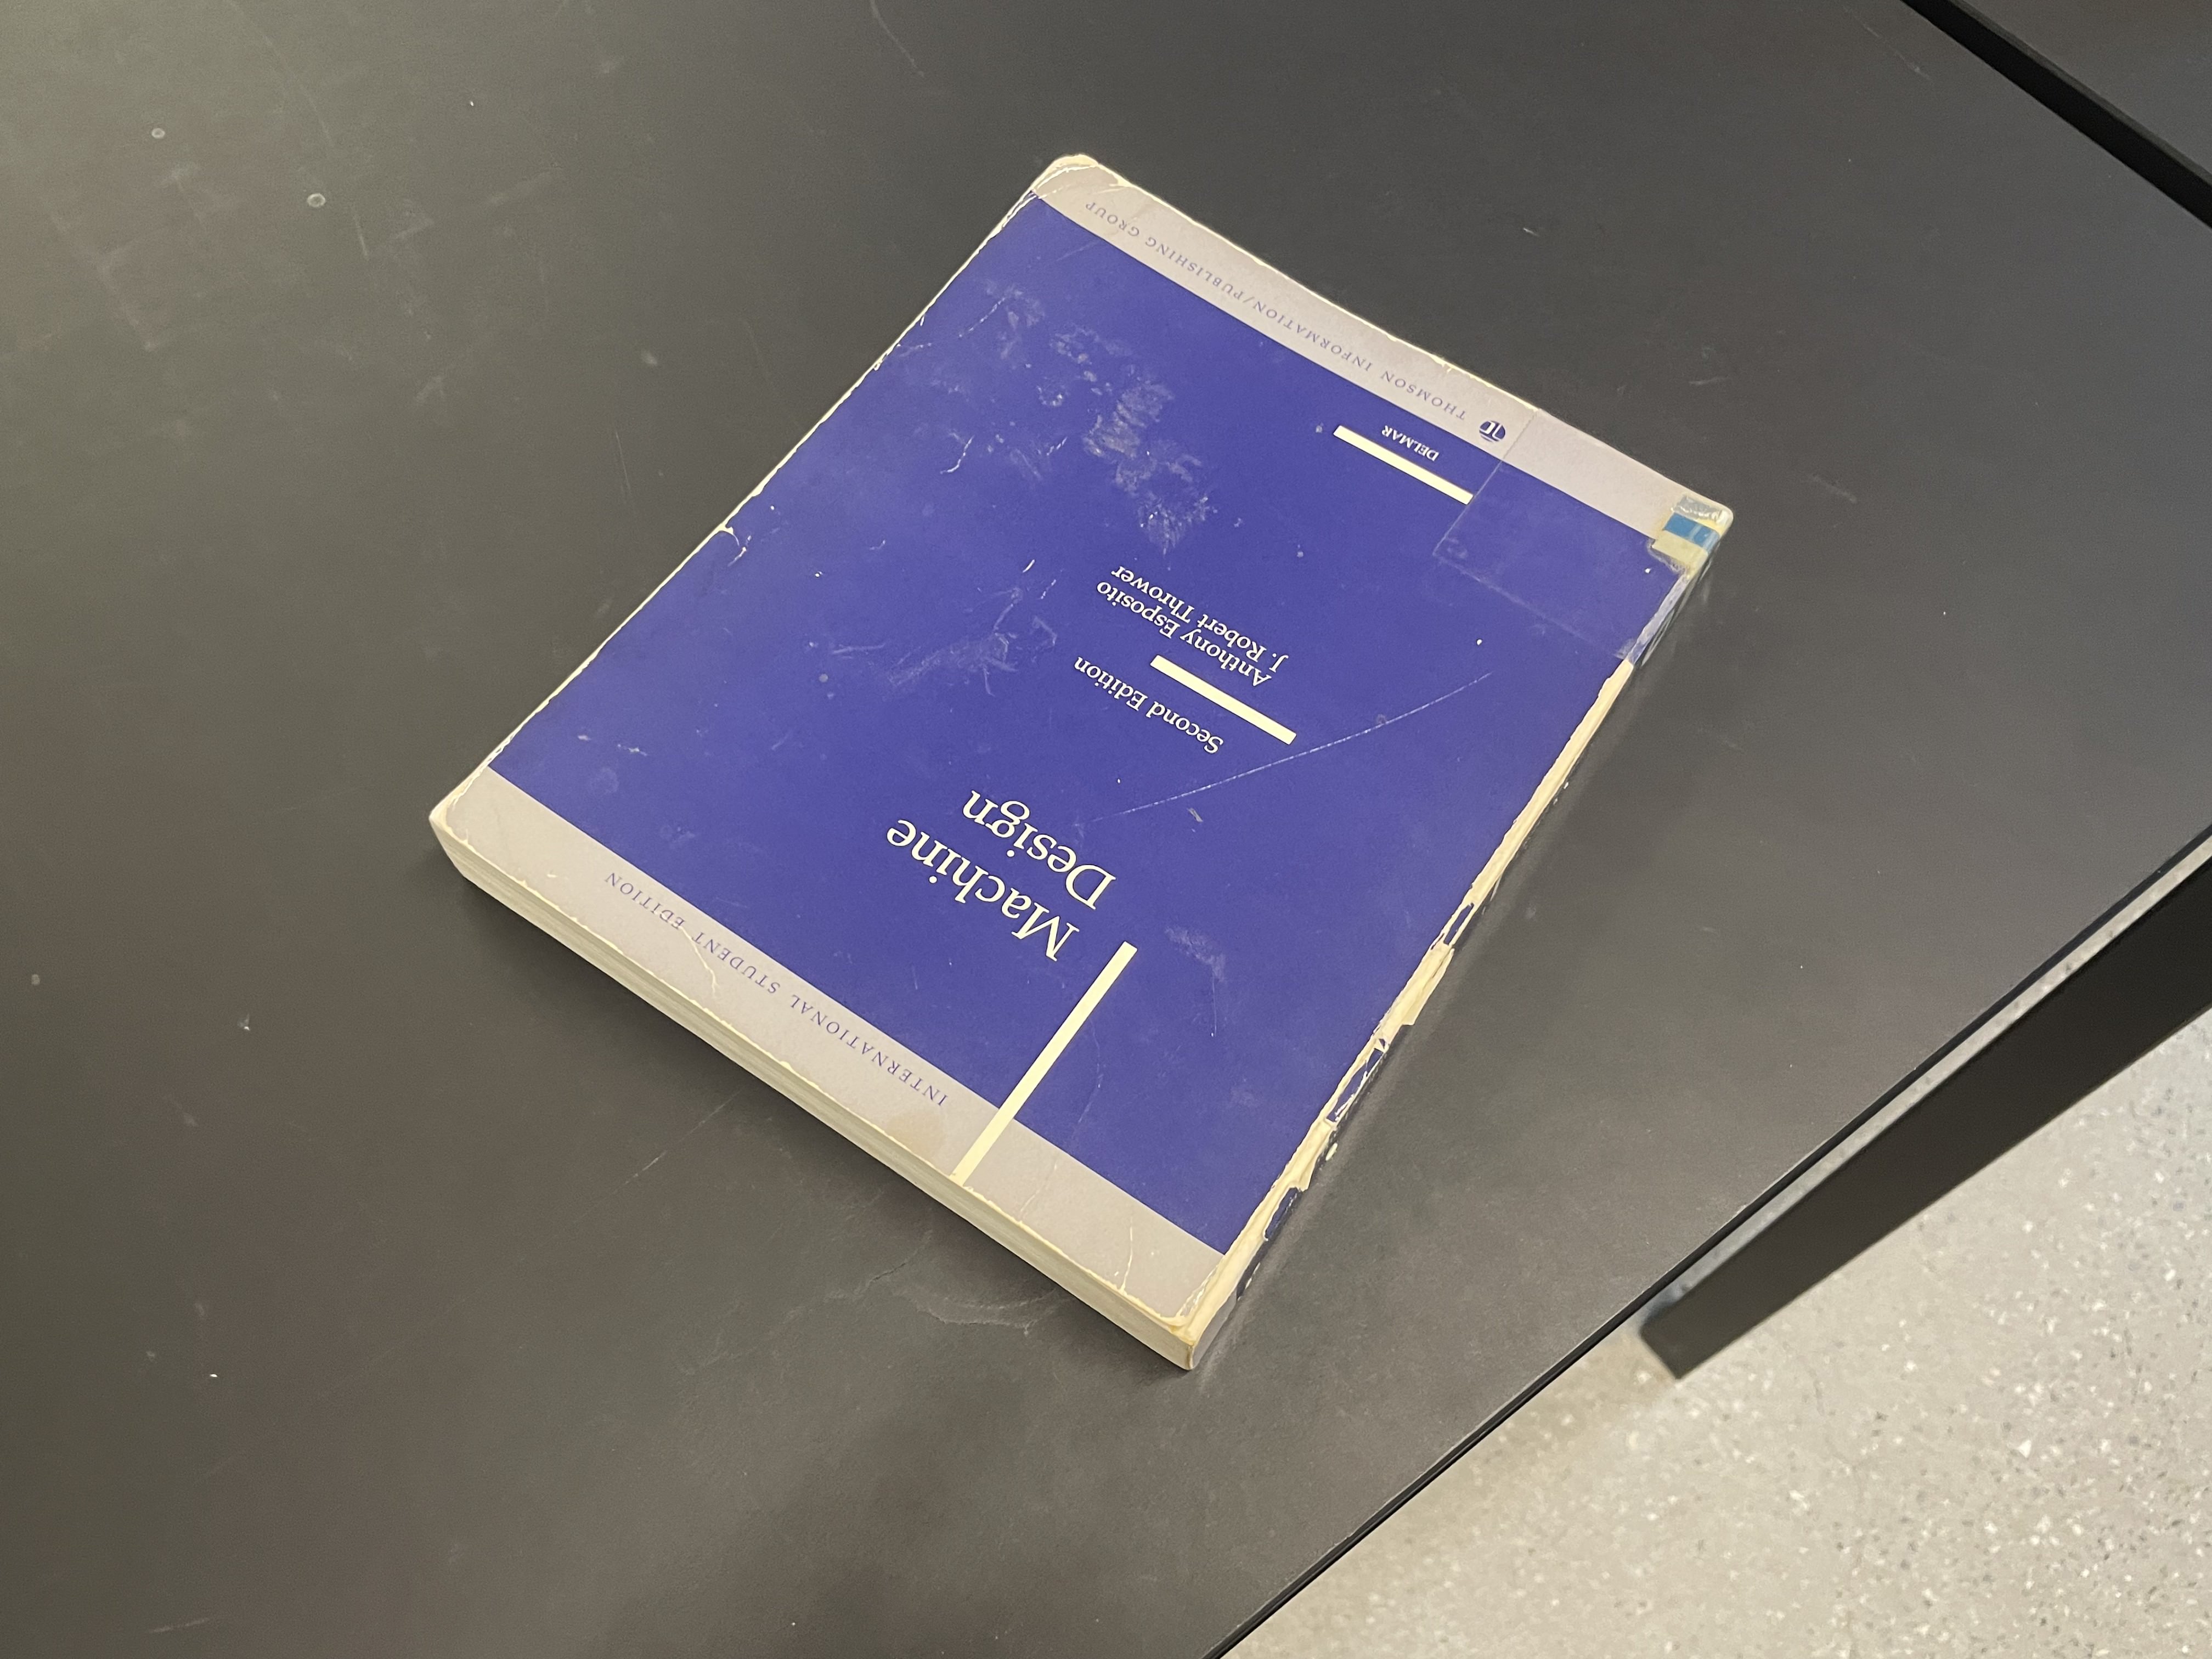 INTERNATIONAL STUDENT EDITION
Machine
Design
Second Edition
Anthony Esposito
J. Robert Thrower
DELMAR
THOMSON INFORMATION/PUBLISHING GROUP